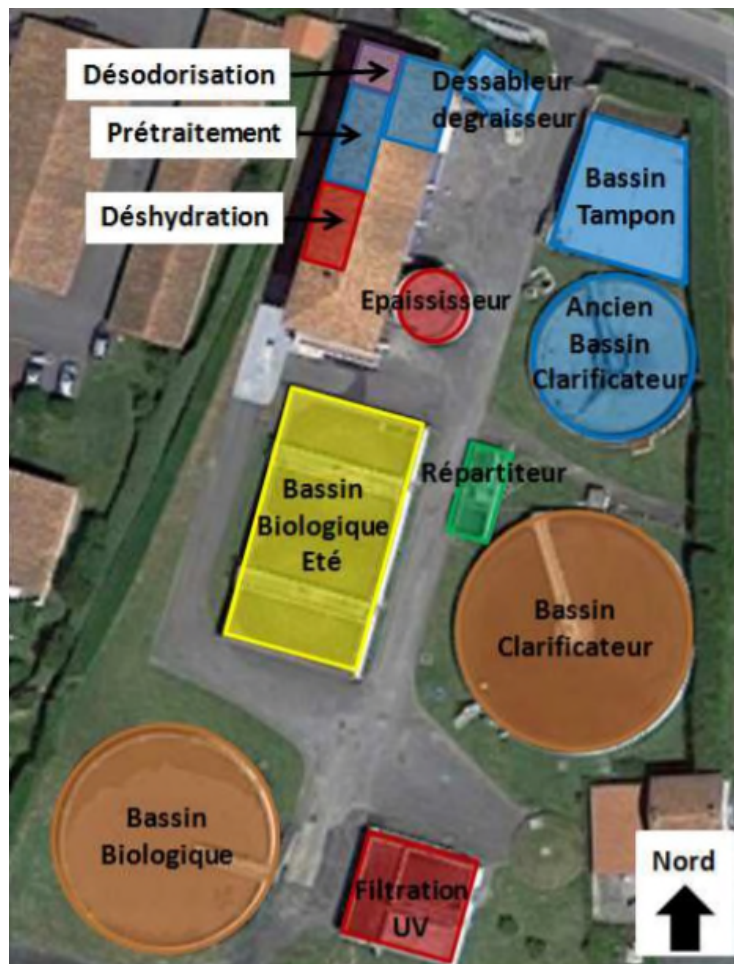 Désodorisation
Dessableur
degraisseur
Prétraitement
Bassin
Tampon
Déshydration
Epaississeur
Ancien
Bassin
Clarificateur
Répartiteur
Bassin
Biologique
Eté
Bassin
Clarificateur
Bassin
Biologique
Filtration
UV
Nord